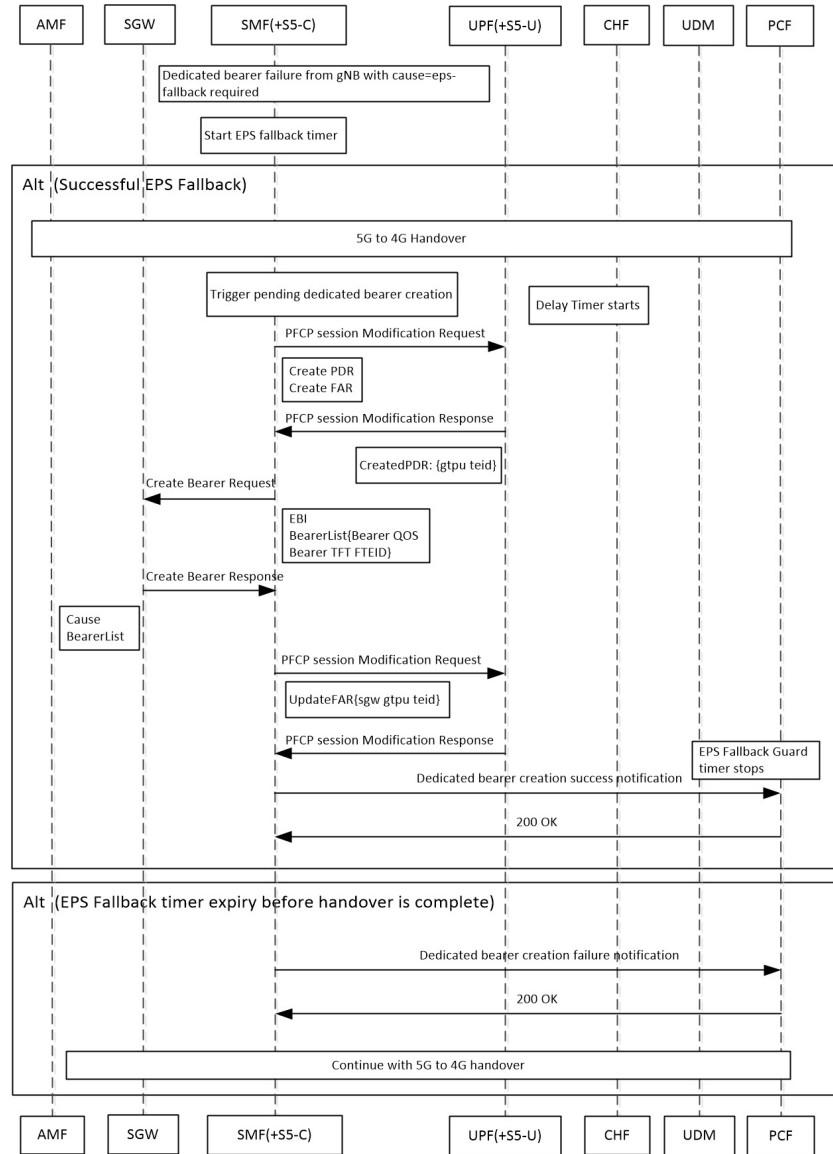 AMF
SGW
SMF(+S5-C)
UPF(+S5-U)
CHF
UDM
PCF
Dedicated bearer failure from gNB with cause=eps-
fallback required
Start EPS fallback timer
Alt (Successful EPS Fallback)
5G to 4G Handover
Trigger pending dedicated bearer creation
Delay Timer starts
PFCP session Modification Request
Create PDR
Create FAR
PFCP session Modification Response
CreatedPDR: {gtpu teid}
Create Bearer Request
EBI
BearerList{Bearer QOS
Bearer TFT FTEID}
Create Bearer Response
Cause
BearerList
PFCP session Modification Request
UpdateFAR{sgw gtpu teid}
PFCP session Modification Response
EPS Fallback Guard
timer stops
Dedicated bearer creation success notification
200 OK
Alt (EPS Fallback timer expiry before handover is complete)
Dedicated bearer creation failure notification
200 OK
Continue with 5G to 4G handover
AMF
SGW
SMF(+S5-C)
UPF(+S5-U)
CHF
UDM
PCF